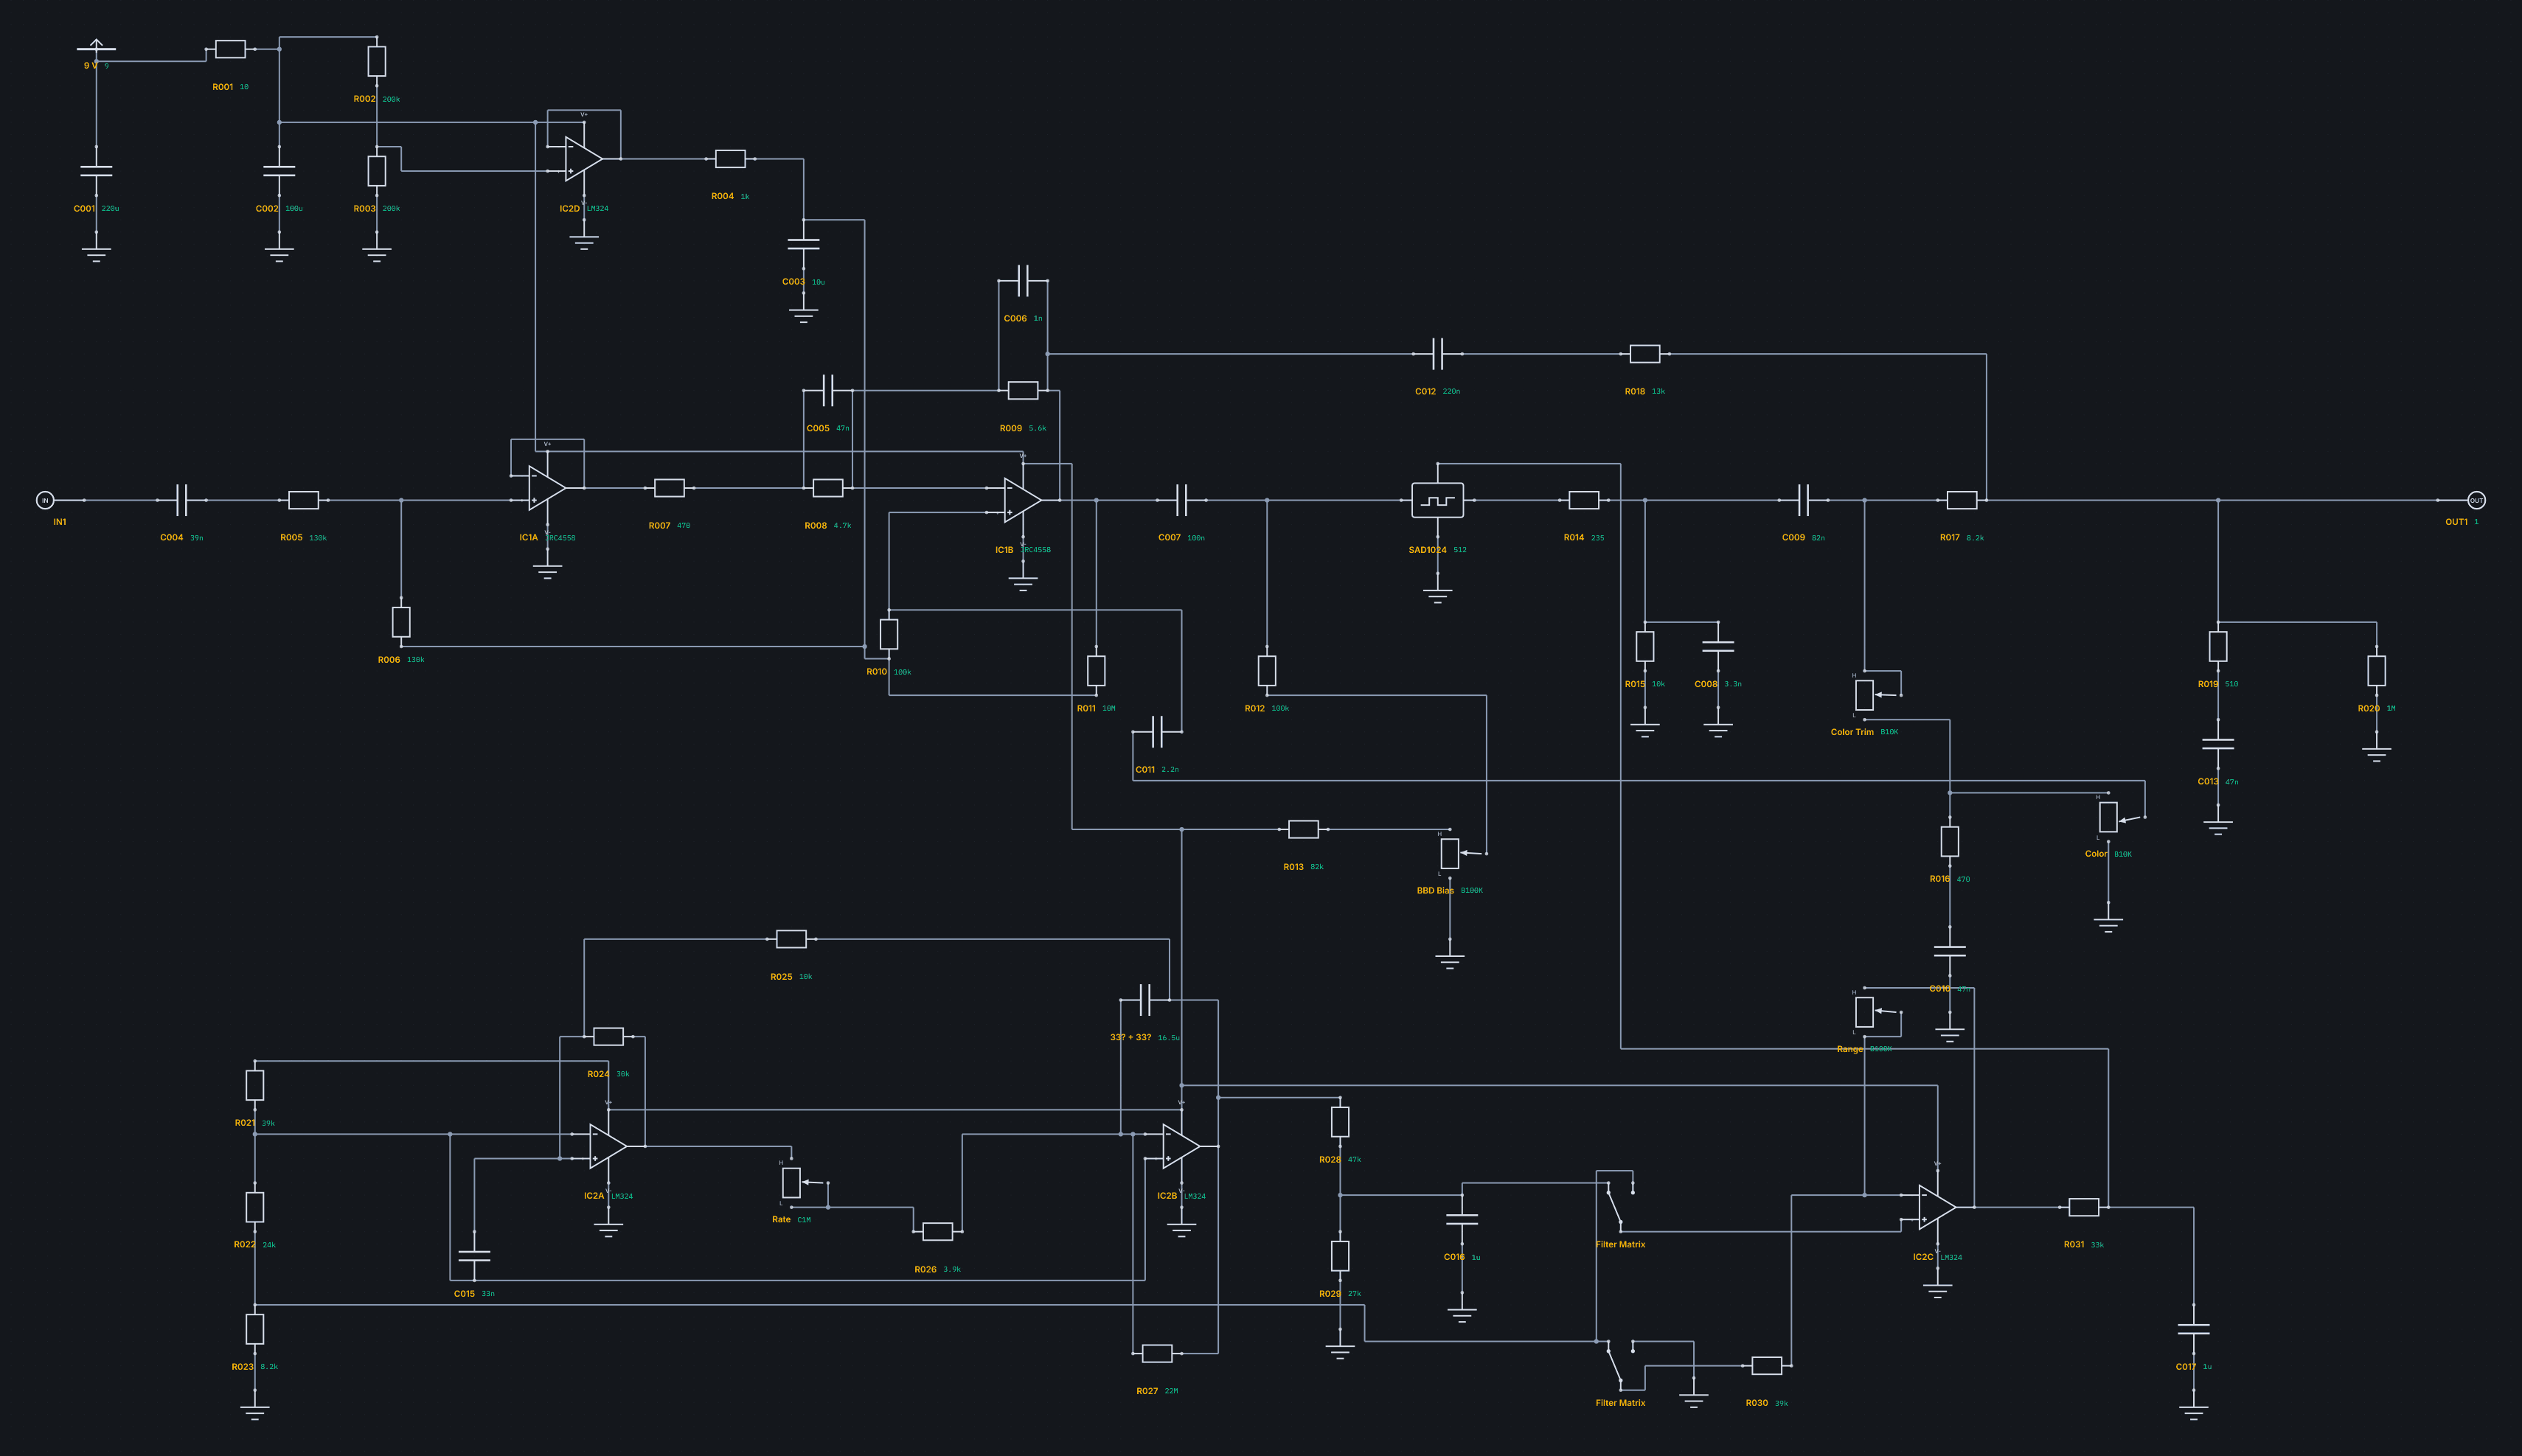 9 V 9
R001 10
R002 200k
V+
C001 220u
C002 100u
R003 200k
IC2D LM324
R004 1k
C003 10u
C006 1n
C012 220n
R018 13k
C005 47n
R009 5.6k
V+
V+
IN
OUT
IN1
OUT1 1
C004 39n
R005 130k
IC1A JRC4558
R007 470
R008 4.7k
IC1B JRC4558
C007 100n
SAD1024 512
R014 235
C009 82n
R017 8.2k
R006 130k
R010 100k
R011 10M
R012 100k
R015 10k
C008 3.3n
H
L
Color Trim B10K
R019 510
R020 1M
C011 2.2n
C013 47n
H
L
Color B10K
R013 82k
H
L
BBD Bias B100K
R016 470
R025 10k
C010 47n
H
L
Range B100K
33? + 33? 16.5u
R024 30k
V+
V+
R021 39k
R028 47k
H
L
V+
IC2A LM324
Rate C1M
IC2B LM324
R022 24k
R026 3.9k
C016 1u
Filter Matrix
IC2C LM324
R031 33k
C015 33n
R029 27k
R023 8.2k
R027 22M
Filter Matrix
R030 39k
C017 1u